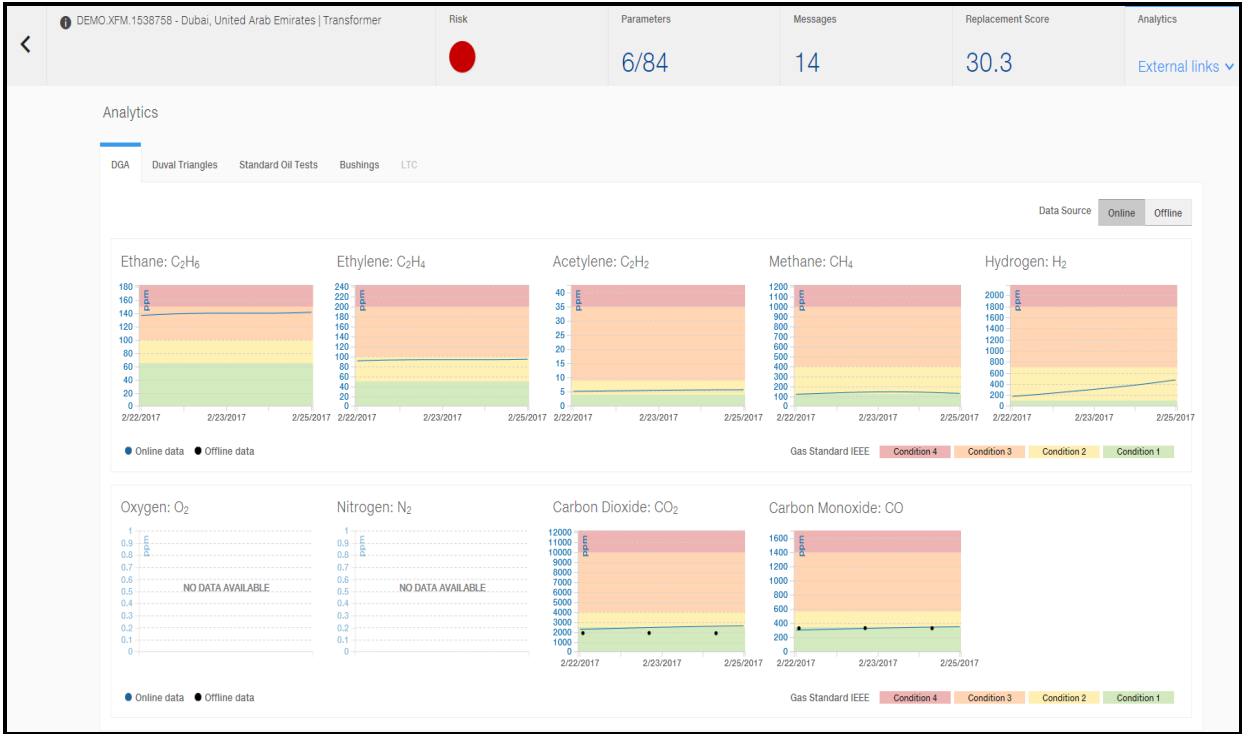 DEMO.XFM.1538758 - Dubai, United Arab Emirates | Transformer
Risk
Parameters
Messages
Replacement Score
Analytics
6/84
14
30.3
External links
Analytics
DGA Duval Triangles Standard Oil Tests Bushings LTC
Data Source Online Offline
Ethane: C₂H₆
ppm
180
160
140
120
100
80
60
40
20
0
2/22/2017 2/23/2017 2/25/2017
Ethylene: C₂H₄
ppm
240
220
200
180
160
140
120
100
80
60
40
20
0
2/22/2017 2/23/2017 2/25/2017
Acetylene: C₂H₂
ppm
40
35
30
25
20
15
10
5
0
2/22/2017 2/23/2017 2/25/2017
Methane: CH₄
ppm
1200
1100
1000
900
800
700
600
500
400
300
200
100
0
2/22/2017 2/23/2017 2/25/2017
Hydrogen: H₂
ppm
2000
1800
1600
1400
1200
1000
800
600
400
200
0
2/22/2017 2/23/2017 2/25/2017
Online data Offline data
Gas Standard IEEE Condition 4 Condition 3 Condition 2 Condition 1
Oxygen: O₂
ppm
1
0.9
0.8
0.7
0.6
0.5
0.4
0.3
0.2
0.1
0
NO DATA AVAILABLE
Nitrogen: N₂
ppm
1
0.9
0.8
0.7
0.6
0.5
0.4
0.3
0.2
0.1
0
NO DATA AVAILABLE
Carbon Dioxide: CO₂
ppm
12000
11000
10000
9000
8000
7000
6000
5000
4000
3000
2000
1000
0
2/22/2017 2/23/2017 2/25/2017
Carbon Monoxide: CO
ppm
1600
1400
1200
1000
800
600
400
200
0
2/22/2017 2/23/2017 2/25/2017
Online data Offline data
Gas Standard IEEE Condition 4 Condition 3 Condition 2 Condition 1